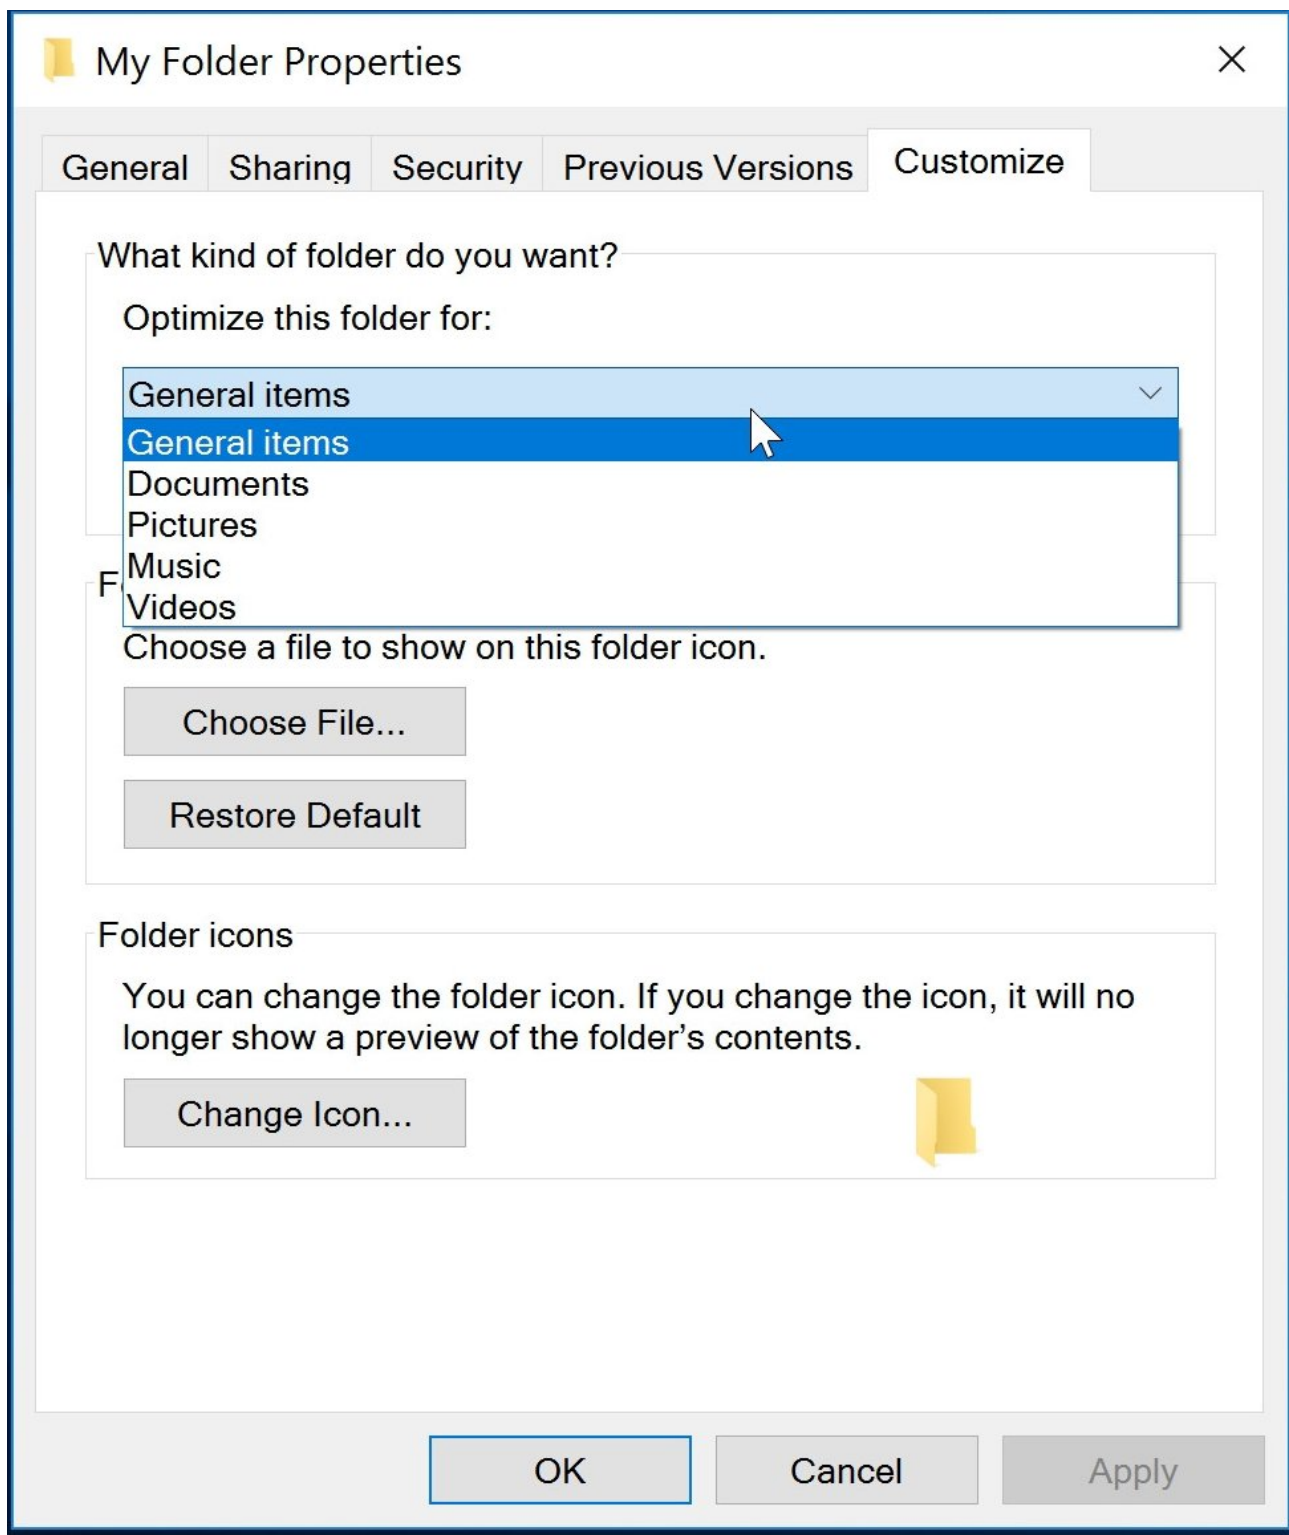 My Folder Properties
General Sharing Security Previous Versions Customize
What kind of folder do you want?
Optimize this folder for:
General items
General items
Documents
Pictures
Music
Videos
Choose a file to show on this folder icon.
Choose File...
Restore Default
Folder icons
You can change the folder icon. If you change the icon, it will no
longer show a preview of the folder’s contents.
Change Icon...
OK Cancel Apply